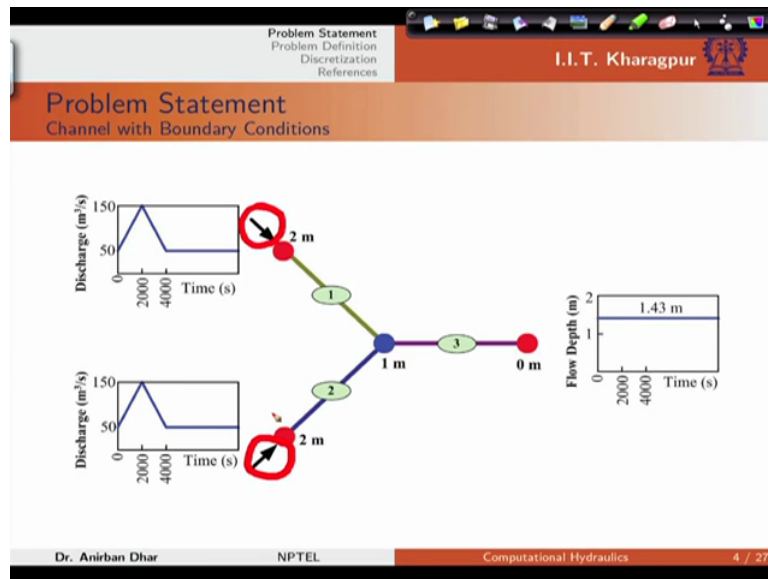 Problem Statement
Problem Definition
Discretization
References
I.I.T. Kharagpur
Problem Statement
Channel with Boundary Conditions
Discharge (m³/s)
150
50
0
2000
4000
Time (s)
2 m
1
Discharge (m³/s)
150
50
0
2000
4000
Time (s)
2 m
2
1 m
3
0 m
Flow Depth (m)
2
1
1.43 m
0
2000
4000
Time (s)
Dr. Anirban Dhar
NPTEL
Computational Hydraulics
4 / 27